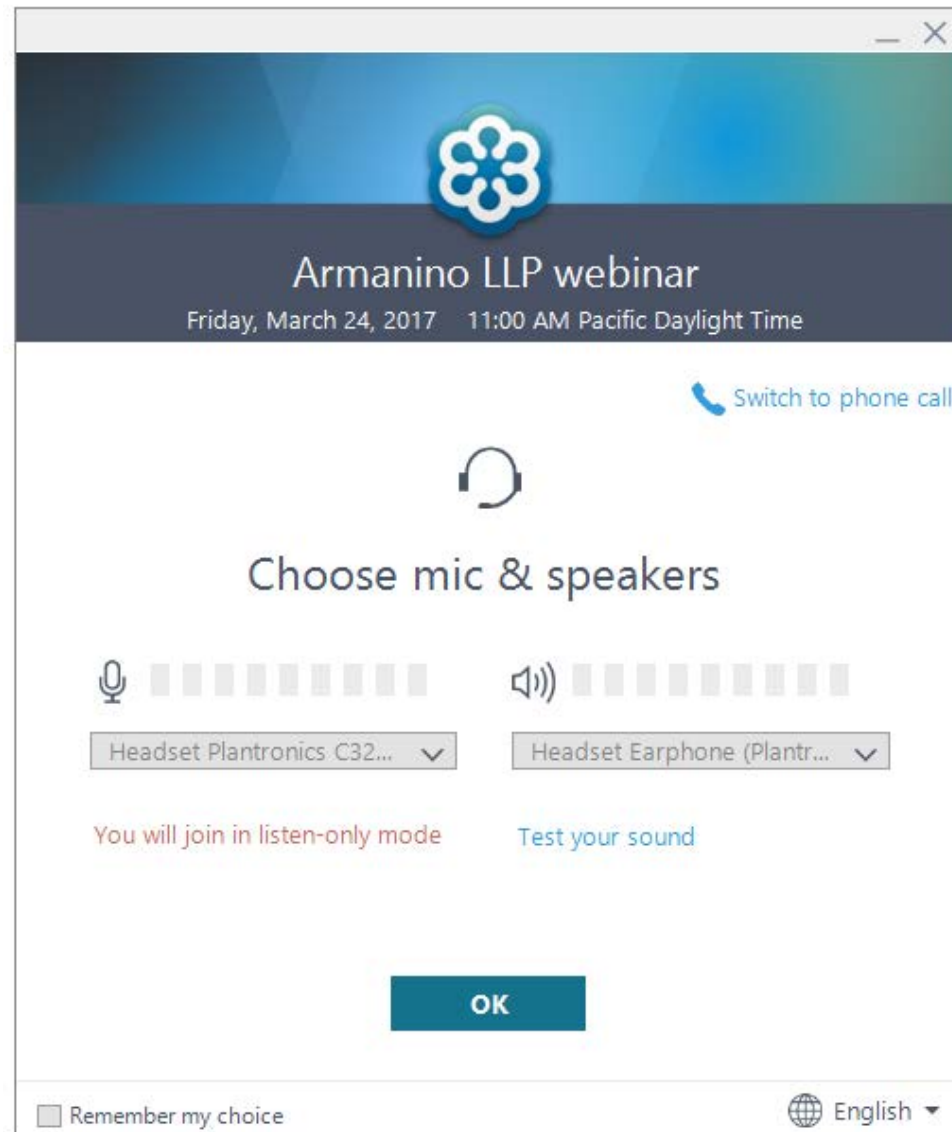 Armanino LLP webinar
Friday, March 24, 2017 11:00 AM Pacific Daylight Time
Switch to phone call
Choose mic & speakers
Headset Plantronics C32... Headset Earphone (Plantr...
You will join in listen-only mode Test your sound
OK
Remember my choice English